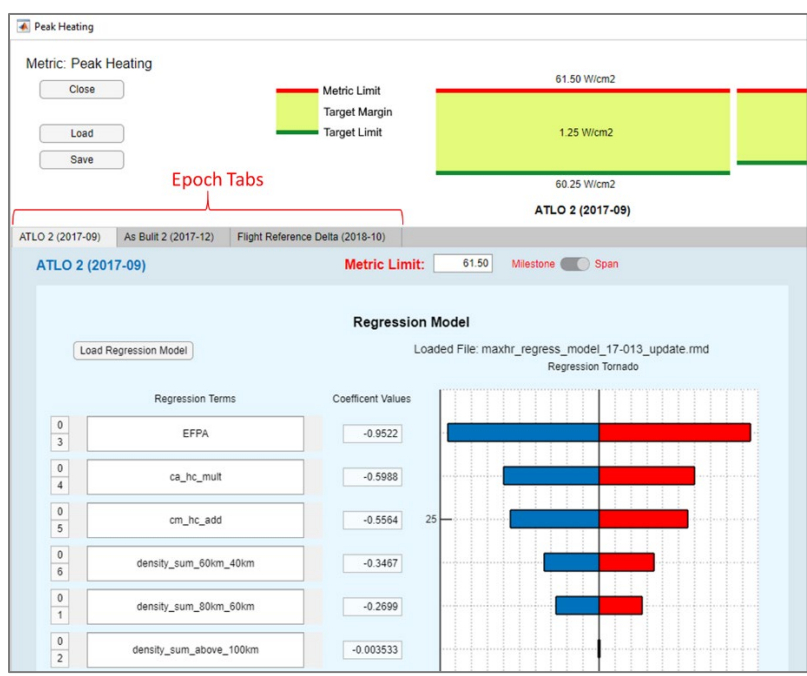 Peak Heating
Metric: Peak Heating
Close
Load
Save
Metric Limit
Target Margin
Target Limit
61.50 W/cm2
1.25 W/cm2
60.25 W/cm2
ATLO 2 (2017-09)
Epoch Tabs
ATLO 2 (2017-09) As Bulit 2 (2017-12) Flight Reference Delta (2018-10)
ATLO 2 (2017-09) Metric Limit: 61.50 Milestone Span
Regression Model
Load Regression Model Loaded File: maxhr_regress_model_17-013_update.rmd
Regression Tornado
Regression Terms Coefficent Values
0
3
EFPA -0.9522
0
4
ca_hc_mult -0.5988
0
5
cm_hc_add -0.5564 25
0
6
density_sum_60km_40km -0.3467
0
1
density_sum_80km_60km -0.2699
0
2
density_sum_above_100km -0.003533